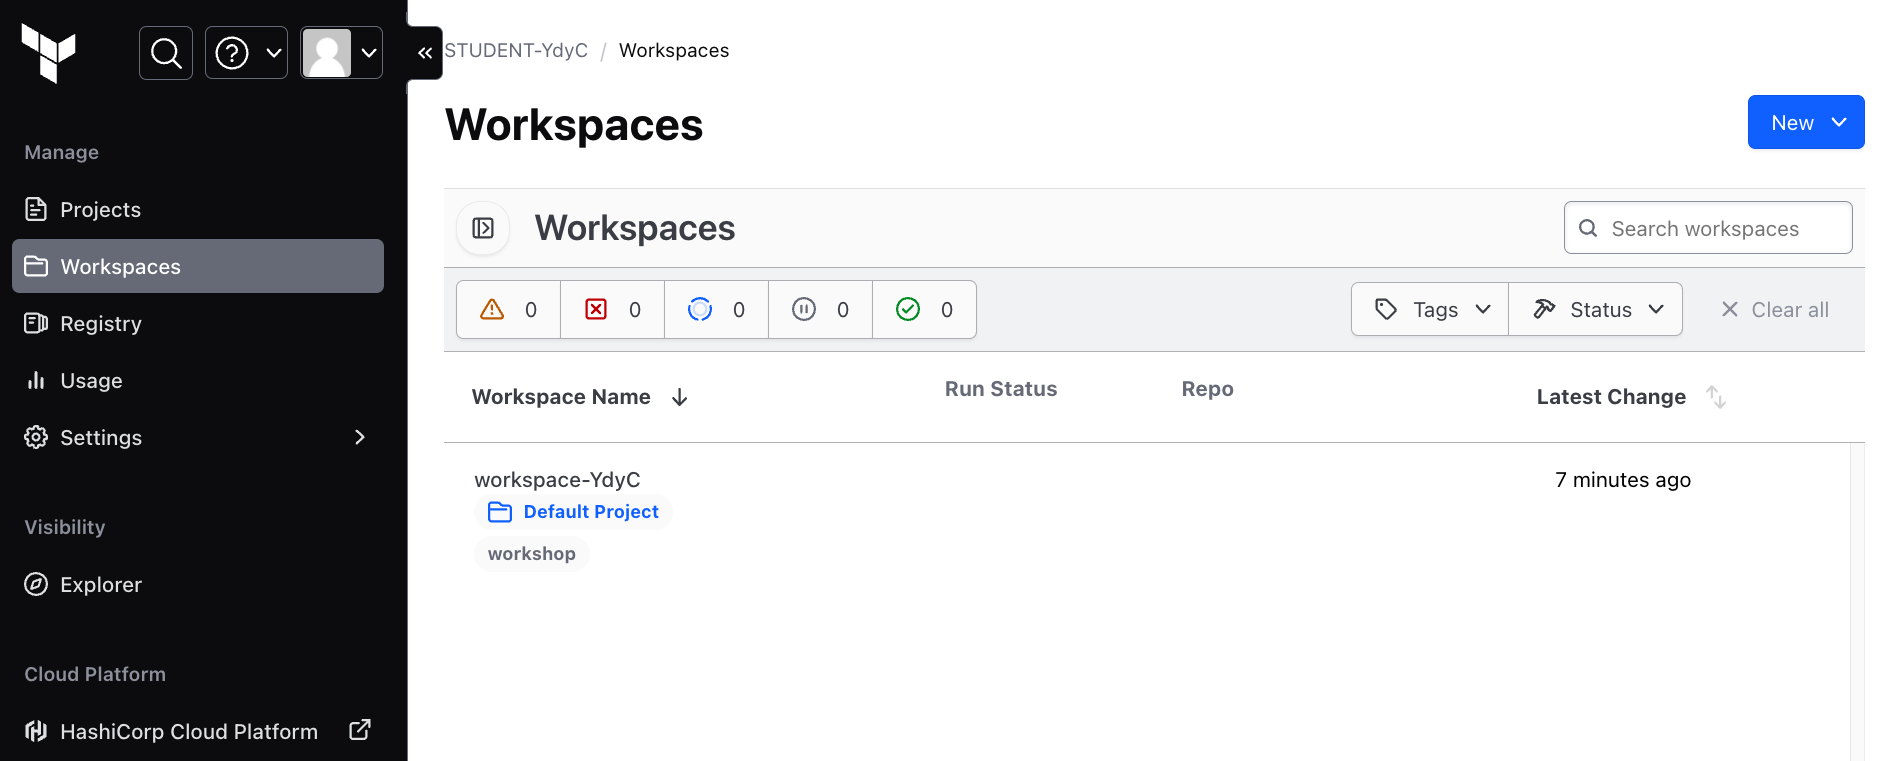 STUDENT-YdyC / Workspaces
Workspaces
New
Manage
Projects
Workspaces
Registry
Usage
Settings
Visibility
Explorer
Cloud Platform
HashiCorp Cloud Platform
Workspaces
Search workspaces
0 0 0 0 0
Tags Status Clear all
Workspace Name Run Status Repo Latest Change
workspace-YdyC 7 minutes ago
Default Project
workshop